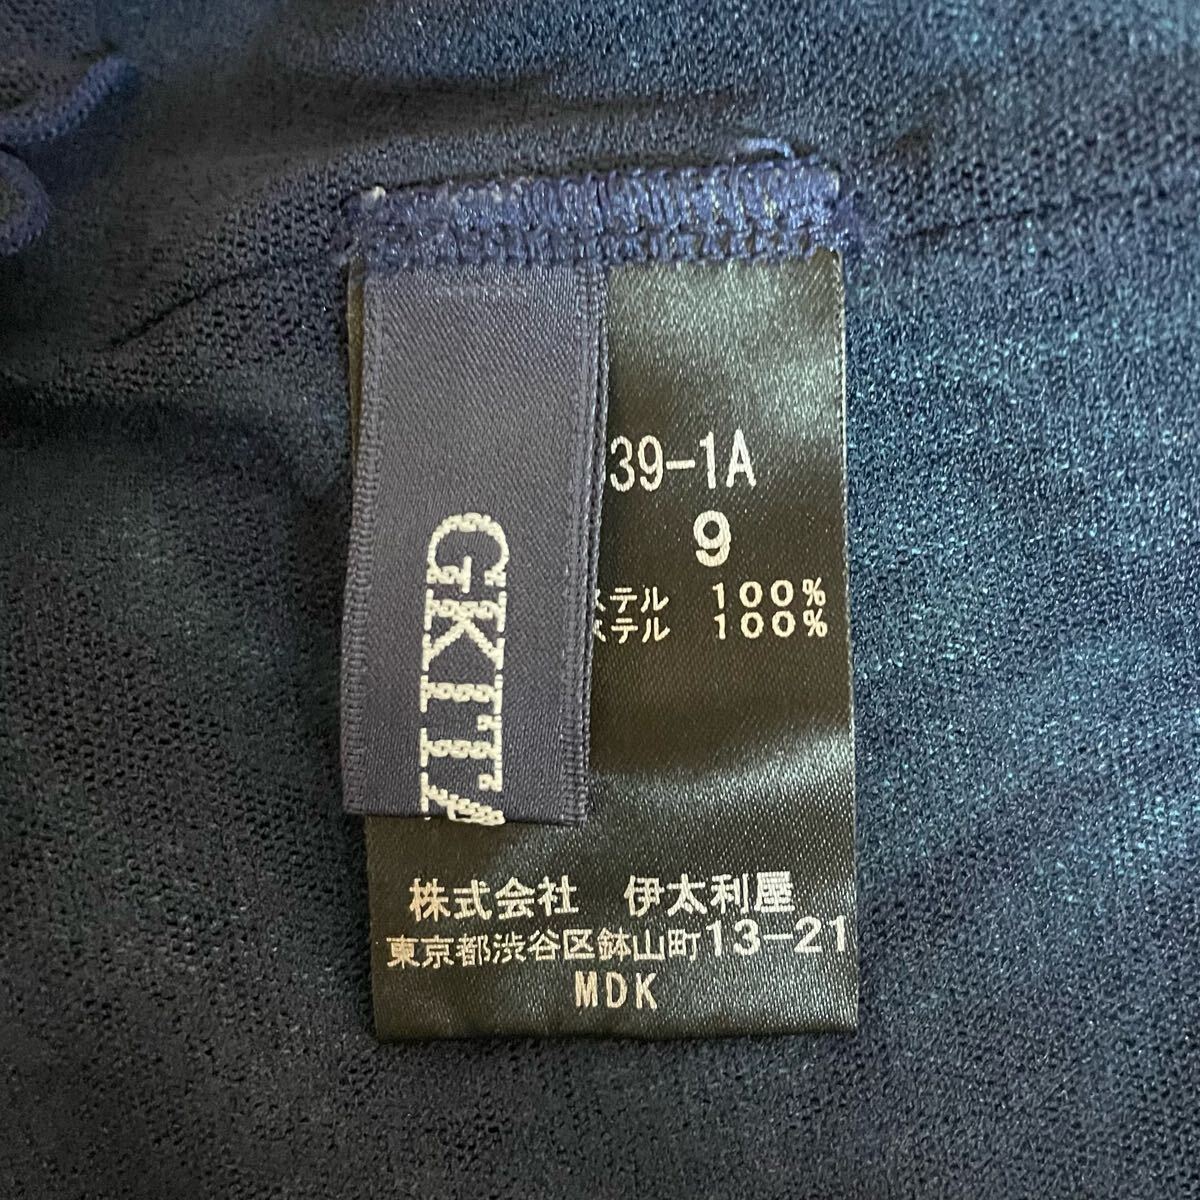 GKITA
39-1A
9
ステル 100%
ステル 100%
株式会社 伊太利屋
東京都渋谷区鉢山町13-21
MDK